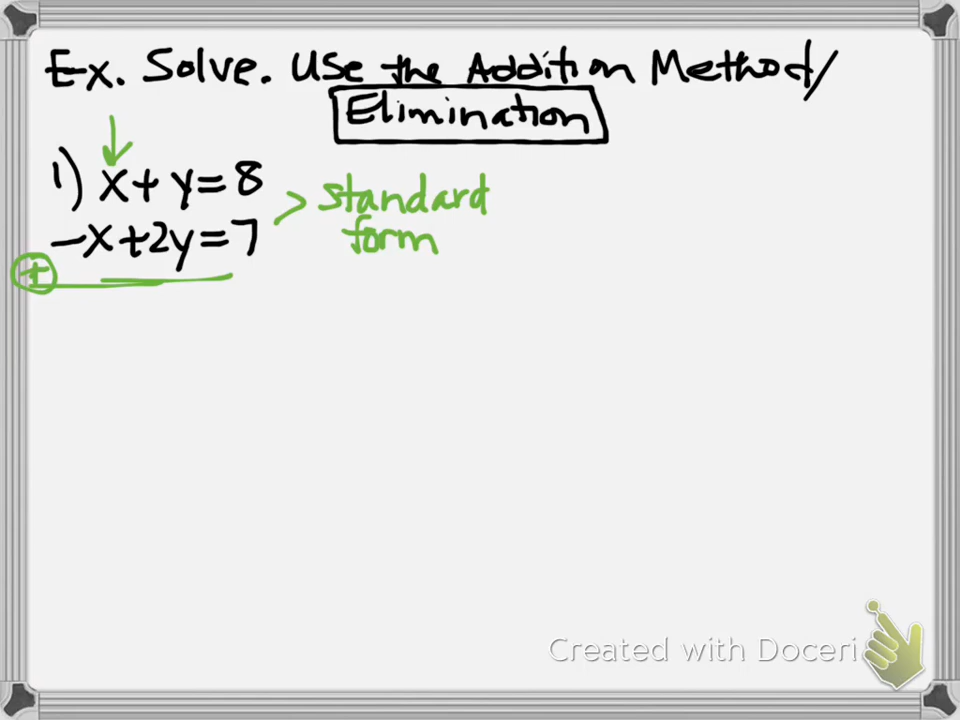 Ex. Solve. Use the Addition Method/
Elimination
1) x + y = 8
-x + 2y = 7
> standard
form
+
Created with Doceri